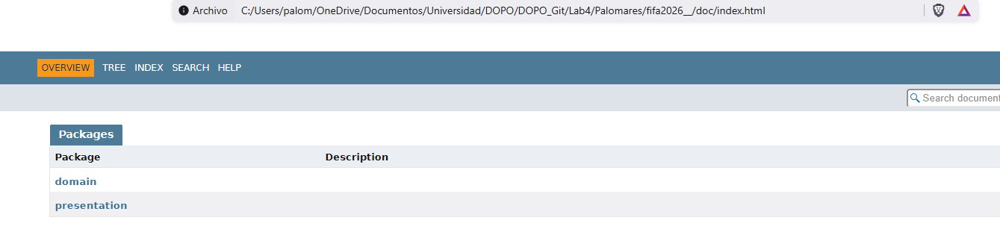 Archivo C:/Users/palom/OneDrive/Documentos/Universidad/DOPO/DOPO_Git/Lab4/Palomares/fifa2026__/doc/index.html
OVERVIEW TREE INDEX SEARCH HELP
Search document
Packages
Package Description
domain
presentation